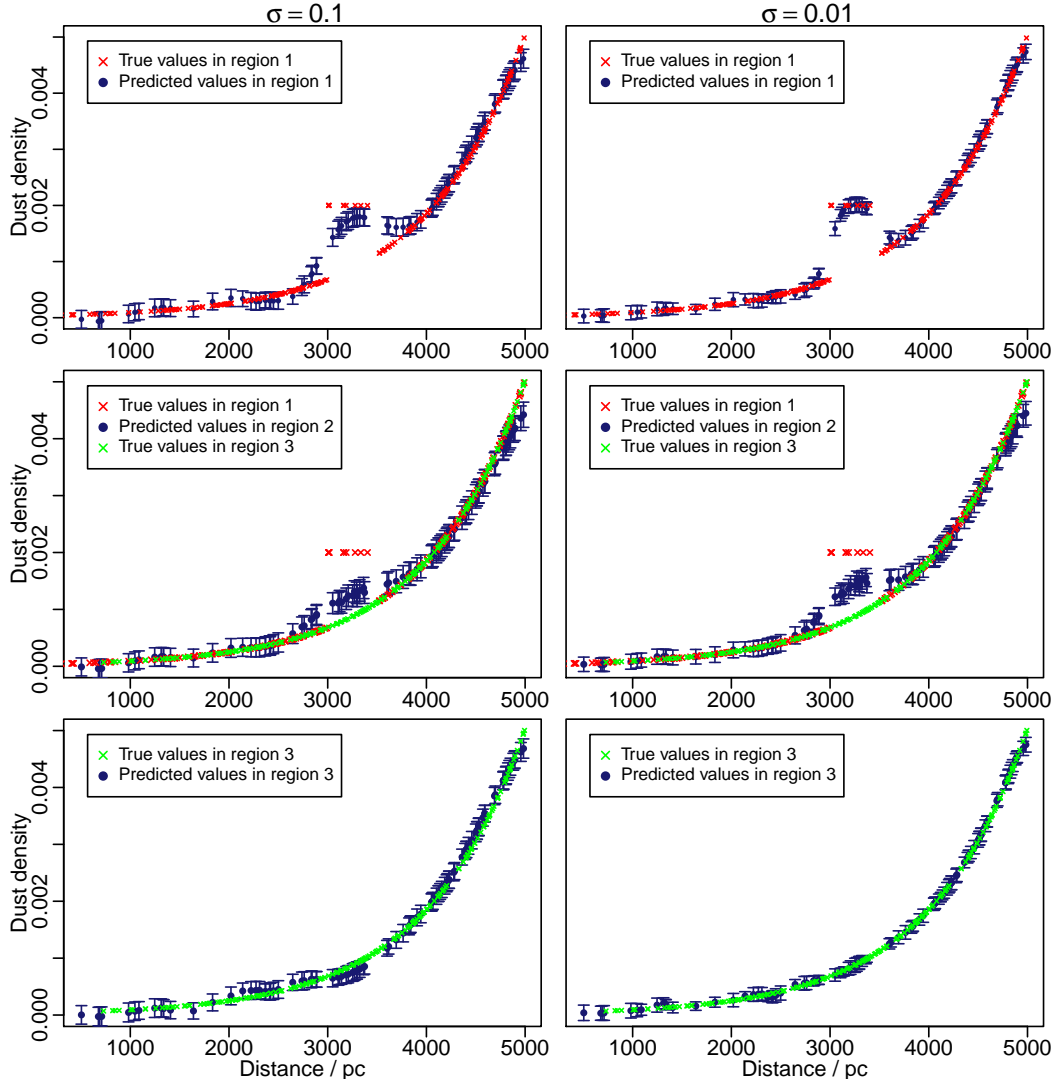 σ = 0.1
σ = 0.01
Dust density
0.000 0.002 0.004
× True values in region 1
● Predicted values in region 1
× True values in region 1
● Predicted values in region 1
1000 2000 3000 4000 5000
1000 2000 3000 4000 5000
Dust density
0.000 0.002 0.004
× True values in region 1
● Predicted values in region 2
× True values in region 3
× True values in region 1
● Predicted values in region 2
× True values in region 3
1000 2000 3000 4000 5000
1000 2000 3000 4000 5000
Dust density
0.000 0.002 0.004
× True values in region 3
● Predicted values in region 3
× True values in region 3
● Predicted values in region 3
1000 2000 3000 4000 5000
1000 2000 3000 4000 5000
Distance / pc
Distance / pc